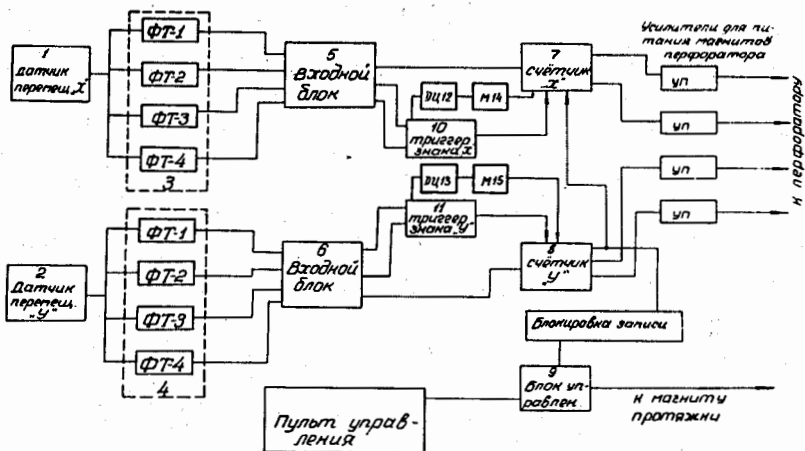 1
Датчик
перемещ. „X"
ФТ-1
ФТ-2
ФТ-3
ФТ-4
3
5
Входной
блок
ДЦ12
М14
10
триггер
знака „X"
7
счётчик
„X"
Усилители для пи-
тания магнитов
перфоратора
УП
УП
УП
УП
К перфоратору
2
Датчик
перемещ.
„У"
ФТ-1
ФТ-2
ФТ-3
ФТ-4
4
6
Входной
блок
ДЦ13
М15
11
триггер
знака „У"
8
счётчик
„У"
Блокировка записи
9
Блок уп-
равлен.
К магниту
протяжки
Пульт управ-
ления